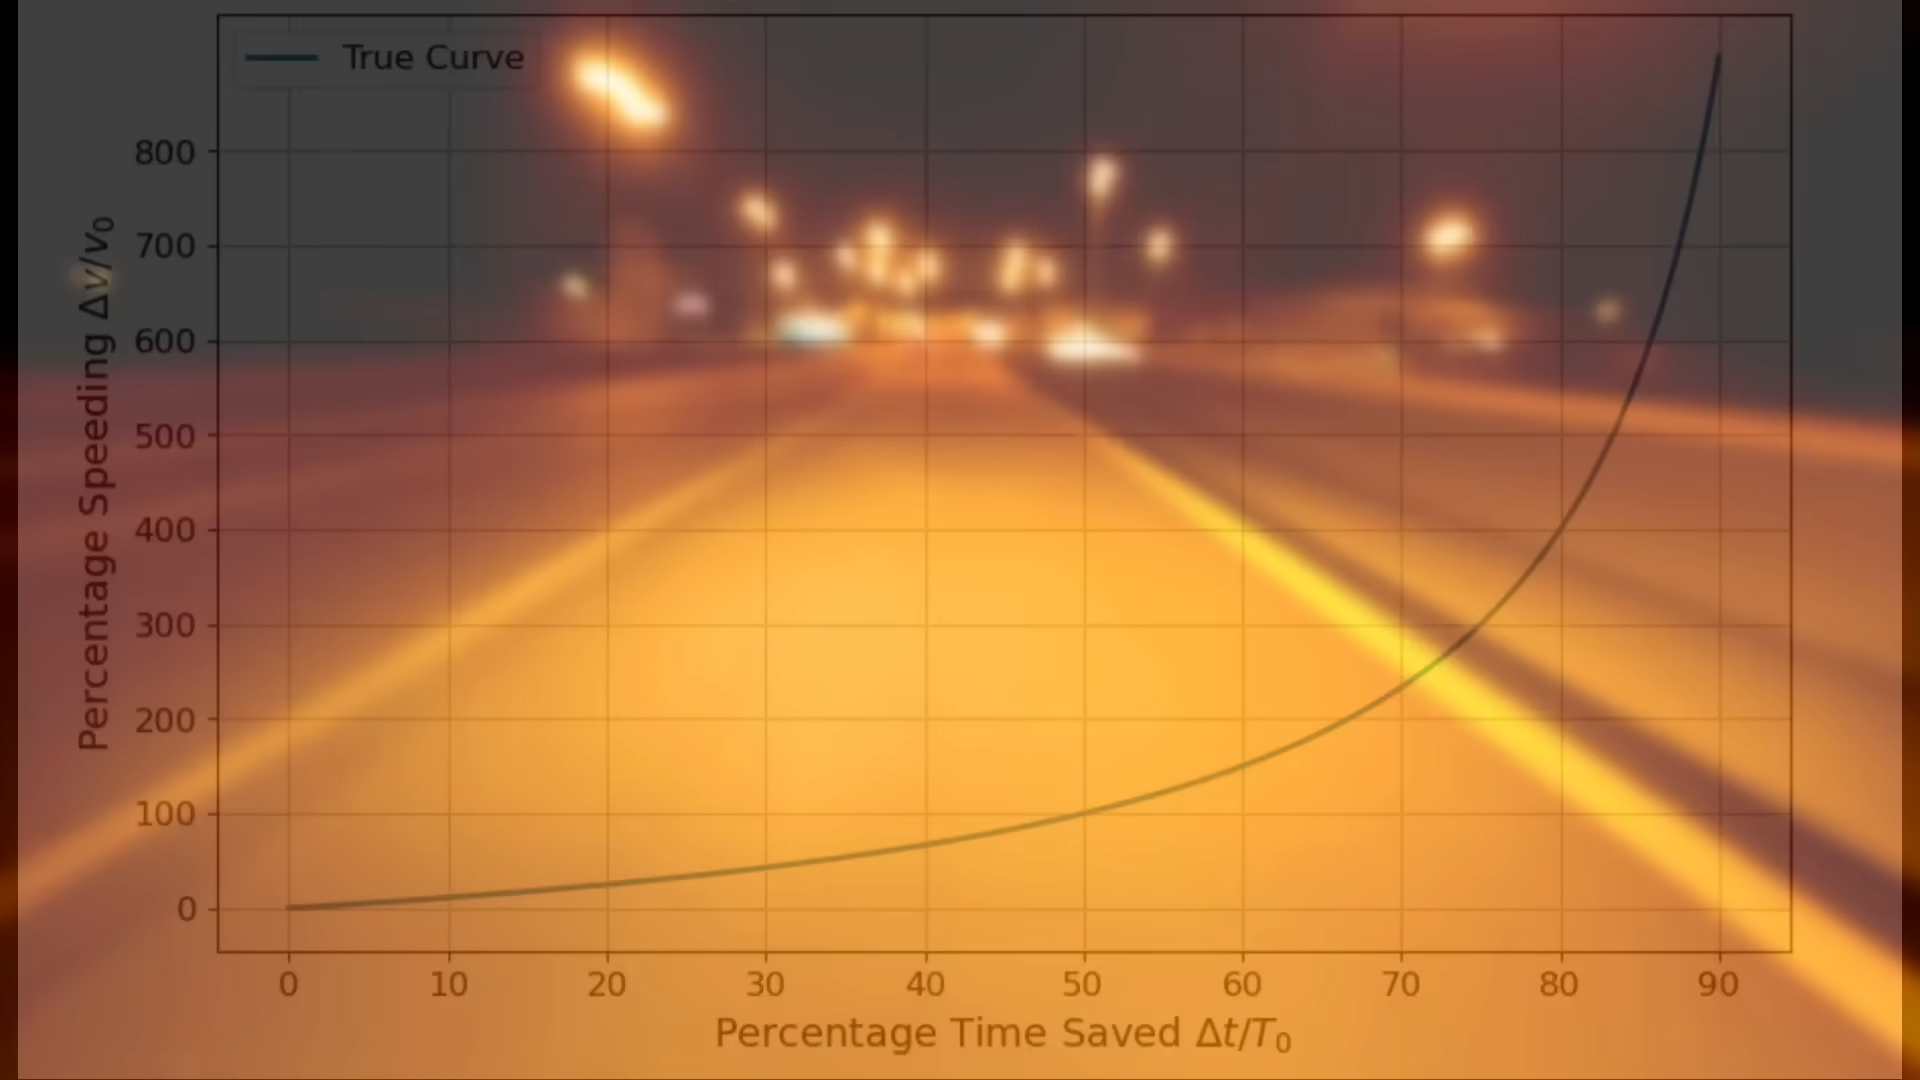 True Curve
800
700
600
500
400
300
200
100
0
Percentage Speeding Δv/v₀
0 10 20 30 40 50 60 70 80 90
Percentage Time Saved Δt/T₀